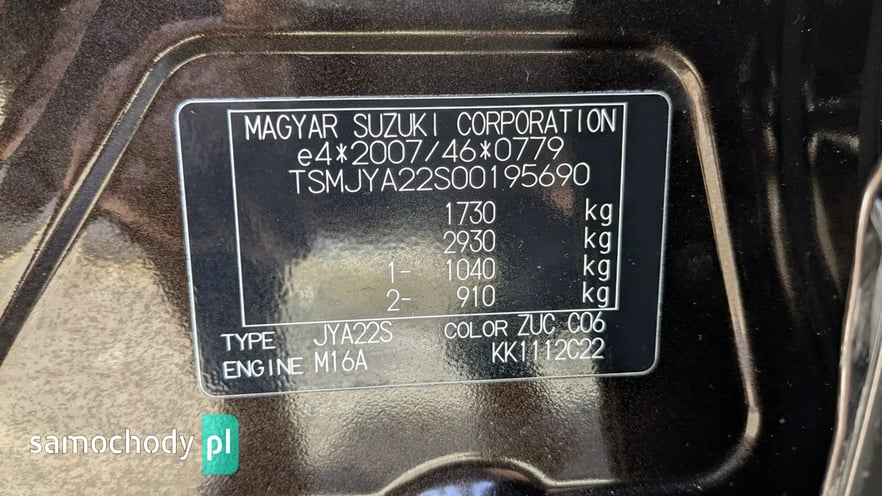 MAGYAR SUZUKI CORPORATION
e4*2007/46*0779
TSMJYA22S00195690
1730 kg
2930 kg
1- 1040 kg
2- 910 kg
TYPE JYA22S COLOR ZUC C06
ENGINE M16A KK1112C22
samochody pl